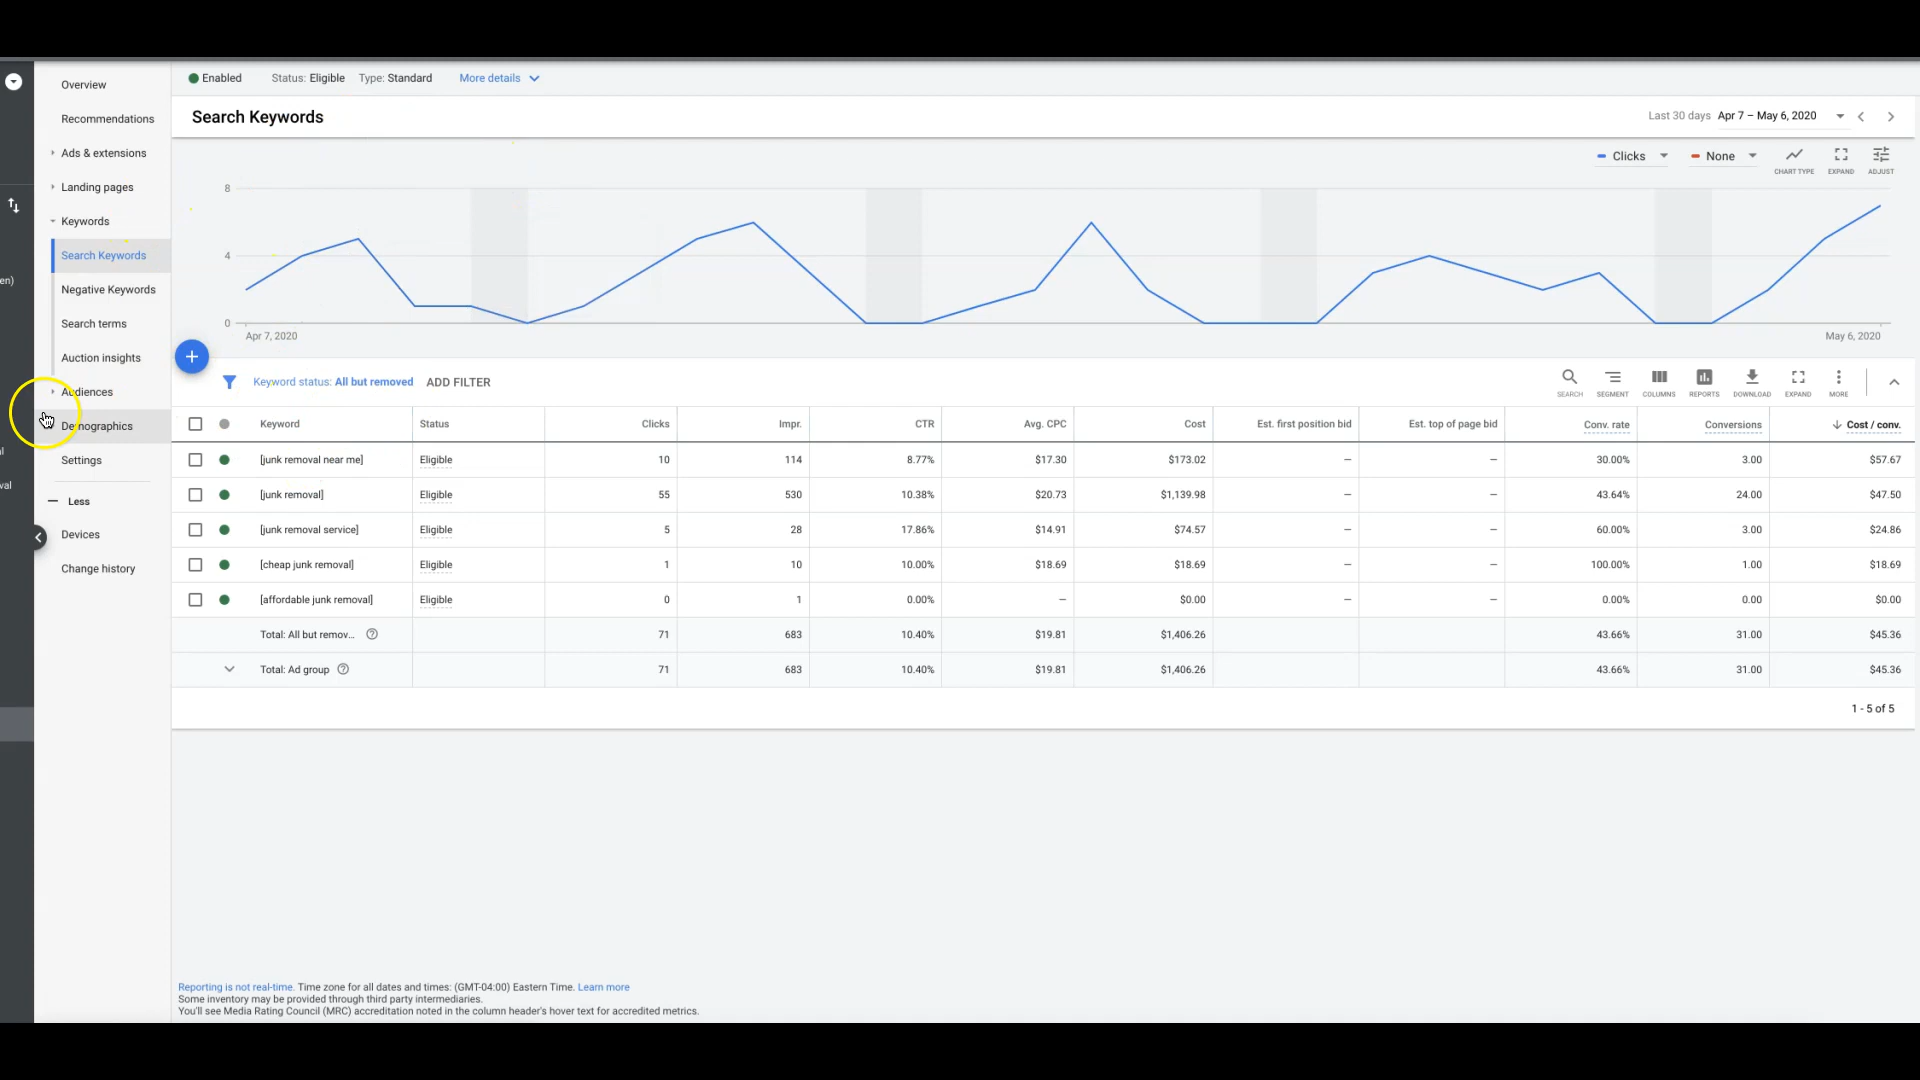 Enabled Status: Eligible Type: Standard More details
Search Keywords
Last 30 days Apr 7 – May 6, 2020
Overview
Recommendations
Ads & extensions
Landing pages
Keywords
Search Keywords
Negative Keywords
Search terms
Auction insights
Audiences
Demographics
Settings
Less
Devices
Change history
en)
val
Clicks None CHART TYPE EXPAND ADJUST
8
4
0
Apr 7, 2020 May 6, 2020
Keyword status: All but removed ADD FILTER
SEARCH SEGMENT COLUMNS REPORTS DOWNLOAD EXPAND MORE
Keyword Status Clicks Impr. CTR Avg. CPC Cost Est. first position bid Est. top of page bid Conv. rate Conversions Cost / conv.
[junk removal near me] Eligible 10 114 8.77% $17.30 $173.02 – – 30.00% 3.00 $57.67
[junk removal] Eligible 55 530 10.38% $20.73 $1,139.98 – – 43.64% 24.00 $47.50
[junk removal service] Eligible 5 28 17.86% $14.91 $74.57 – – 60.00% 3.00 $24.86
[cheap junk removal] Eligible 1 10 10.00% $18.69 $18.69 – – 100.00% 1.00 $18.69
[affordable junk removal] Eligible 0 1 0.00% – $0.00 – – 0.00% 0.00 $0.00
Total: All but remov... 71 683 10.40% $19.81 $1,406.26 43.66% 31.00 $45.36
Total: Ad group 71 683 10.40% $19.81 $1,406.26 43.66% 31.00 $45.36
1 - 5 of 5
Reporting is not real-time. Time zone for all dates and times: (GMT-04:00) Eastern Time. Learn more
Some inventory may be provided through third party intermediaries.
You'll see Media Rating Council (MRC) accreditation noted in the column header's hover text for accredited metrics.